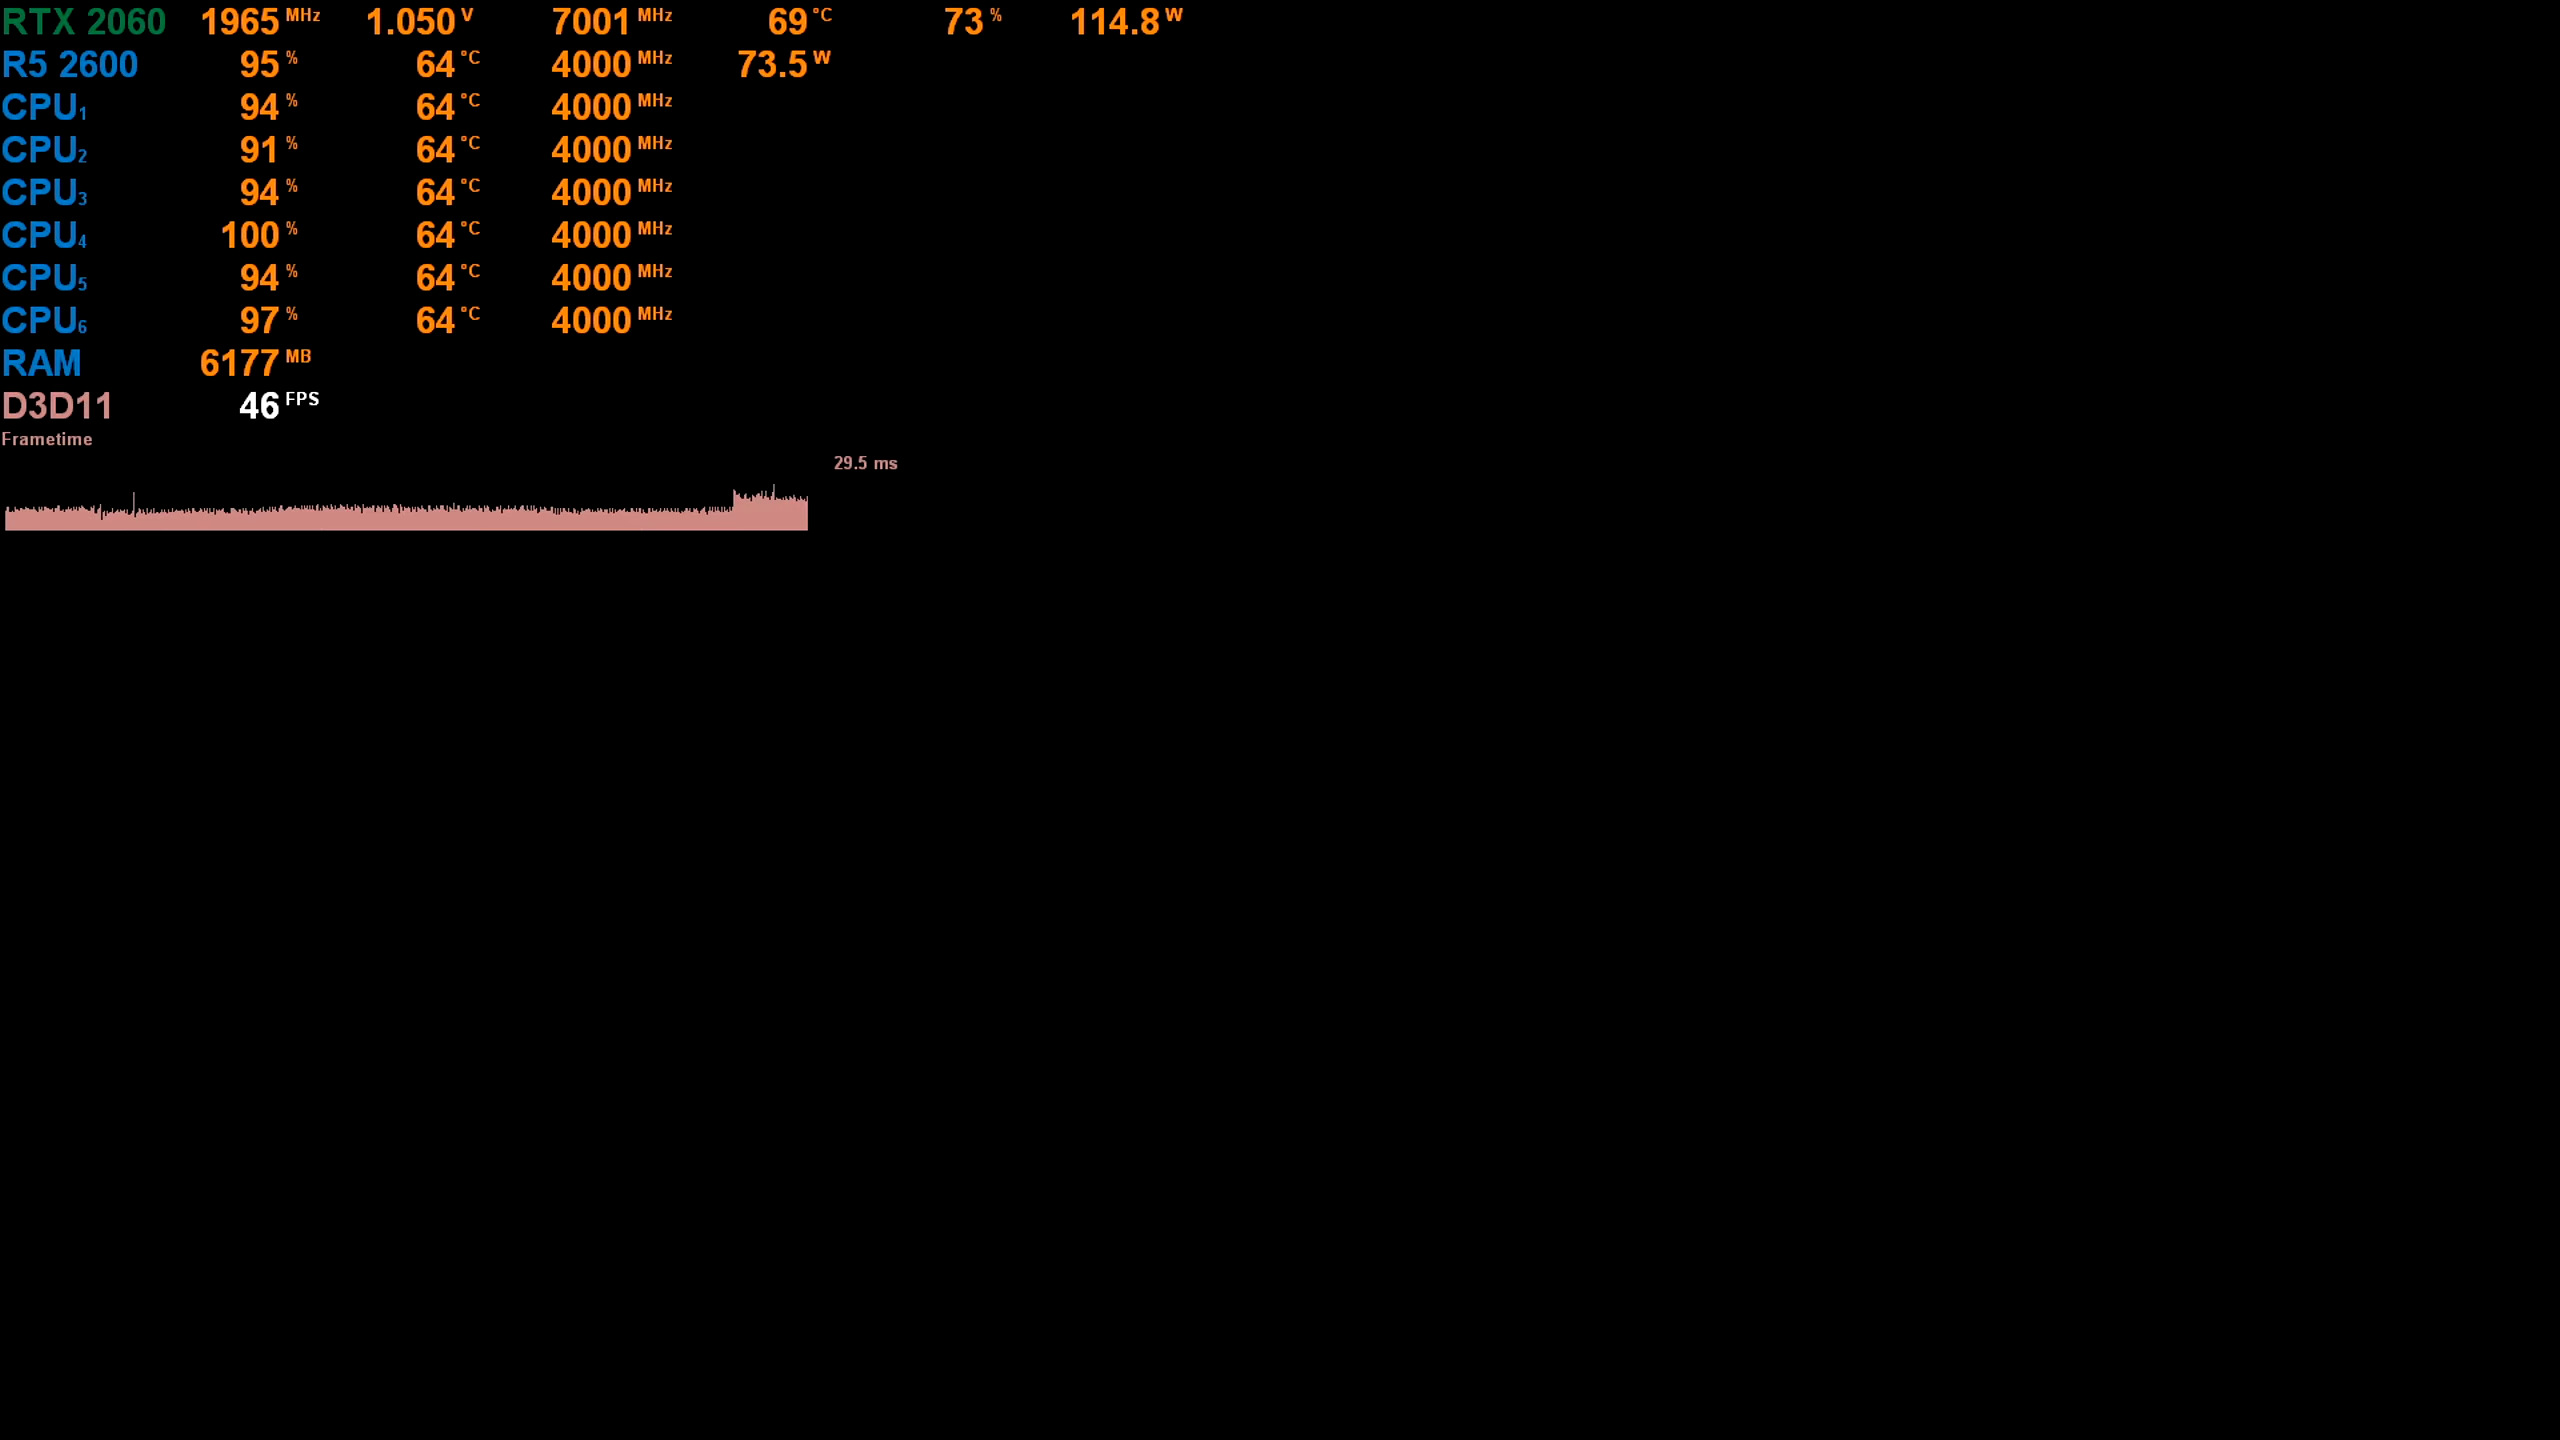 RTX 2060 1965 MHz 1.050 V 7001 MHz 69 °C 73 % 114.8 W
R5 2600 95 % 64 °C 4000 MHz 73.5 W
CPU1 94 % 64 °C 4000 MHz
CPU2 91 % 64 °C 4000 MHz
CPU3 94 % 64 °C 4000 MHz
CPU4 100 % 64 °C 4000 MHz
CPU5 94 % 64 °C 4000 MHz
CPU6 97 % 64 °C 4000 MHz
RAM 6177 MB
D3D11 46 FPS
Frametime
29.5 ms